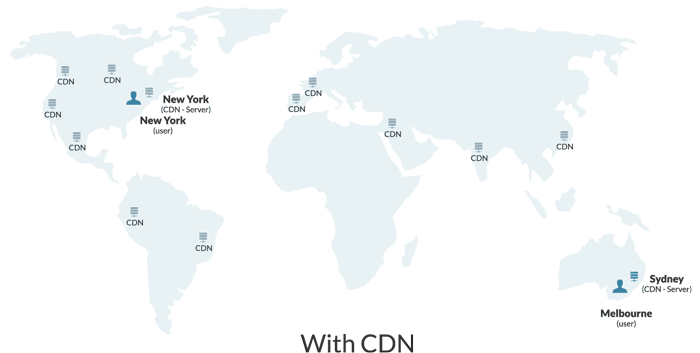 CDN
CDN
CDN
New York
(CDN - Server)
New York
(user)
CDN
CDN
CDN
CDN
CDN
CDN
CDN
CDN
Sydney
(CDN - Server)
Melbourne
(user)
With CDN